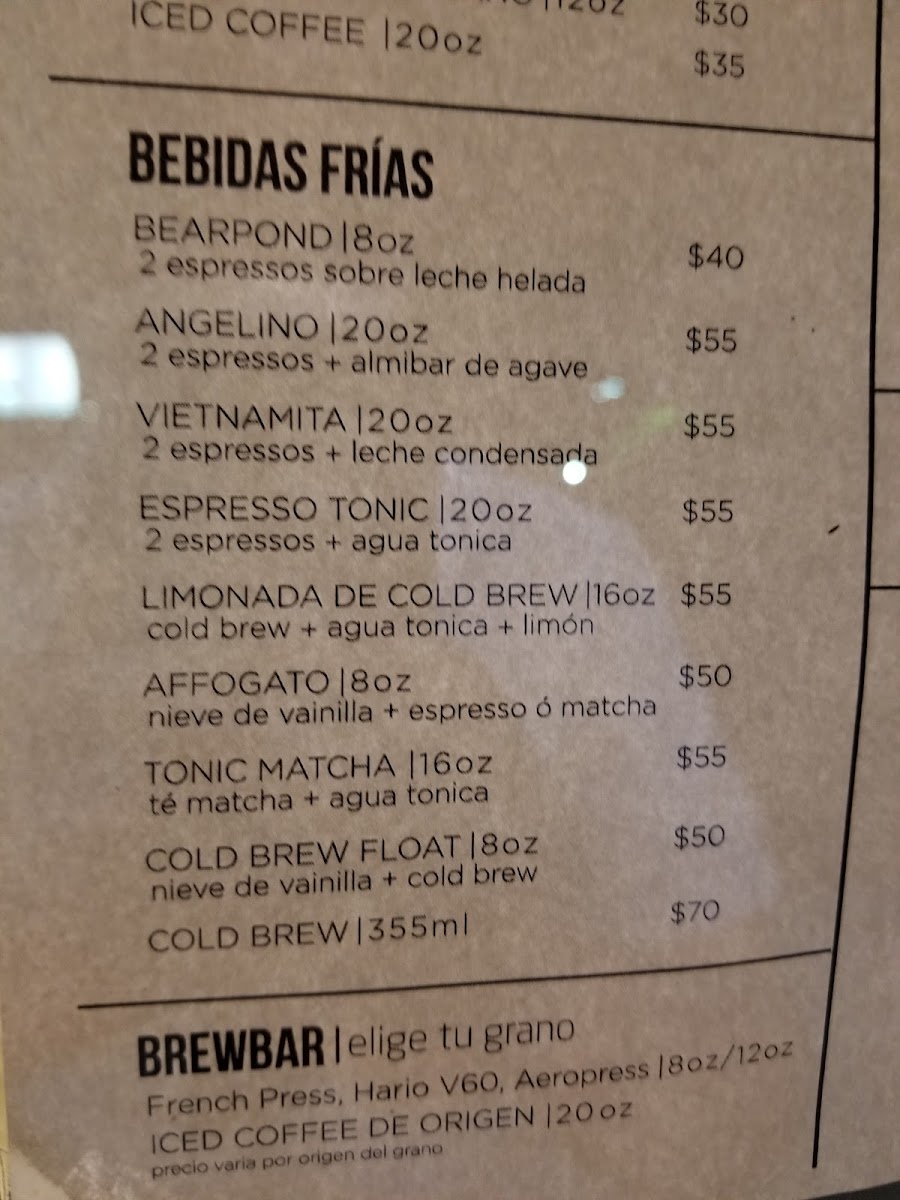 |12oz $30
ICED COFFEE |20oz $35
BEBIDAS FRÍAS
BEARPOND |8oz $40
2 espressos sobre leche helada
ANGELINO |20oz $55
2 espressos + almibar de agave
VIETNAMITA |20oz $55
2 espressos + leche condensada
ESPRESSO TONIC |20oz $55
2 espressos + agua tonica
LIMONADA DE COLD BREW |16oz $55
cold brew + agua tonica + limón
AFFOGATO |8oz $50
nieve de vainilla + espresso ó matcha
TONIC MATCHA |16oz $55
té matcha + agua tonica
COLD BREW FLOAT |8oz $50
nieve de vainilla + cold brew
COLD BREW |355ml $70
BREWBAR | elige tu grano
French Press, Hario V60, Aeropress |8oz/12oz
ICED COFFEE DE ORIGEN |20oz
precio varia por origen del grano